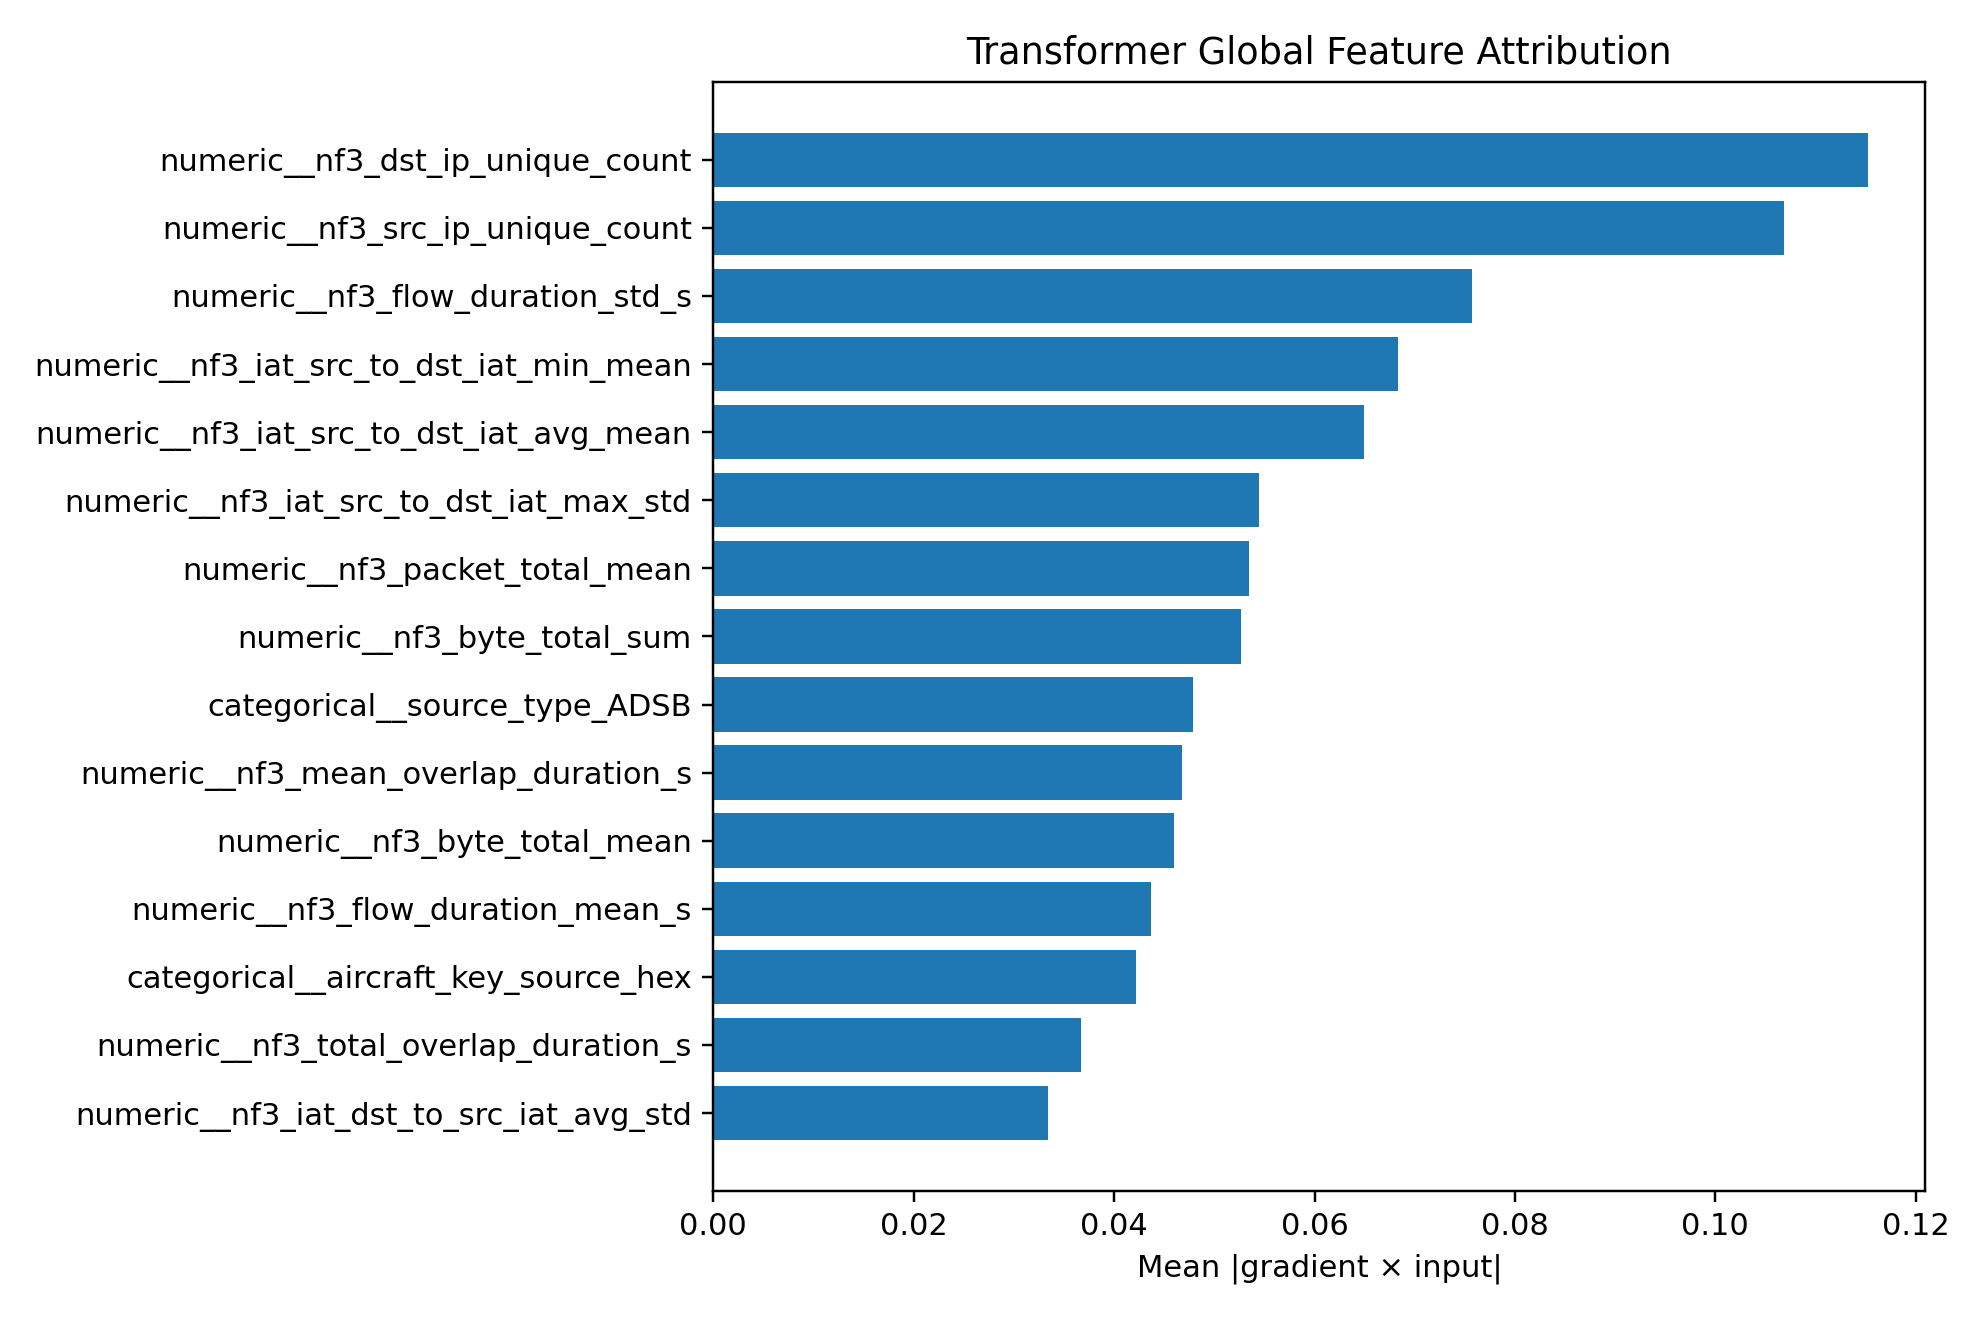 Transformer Global Feature Attribution
numeric__nf3_dst_ip_unique_count
numeric__nf3_src_ip_unique_count
numeric__nf3_flow_duration_std_s
numeric__nf3_iat_src_to_dst_iat_min_mean
numeric__nf3_iat_src_to_dst_iat_avg_mean
numeric__nf3_iat_src_to_dst_iat_max_std
numeric__nf3_packet_total_mean
numeric__nf3_byte_total_sum
categorical__source_type_ADSB
numeric__nf3_mean_overlap_duration_s
numeric__nf3_byte_total_mean
numeric__nf3_flow_duration_mean_s
categorical__aircraft_key_source_hex
numeric__nf3_total_overlap_duration_s
numeric__nf3_iat_dst_to_src_iat_avg_std
0.00 0.02 0.04 0.06 0.08 0.10 0.12
Mean |gradient × input|